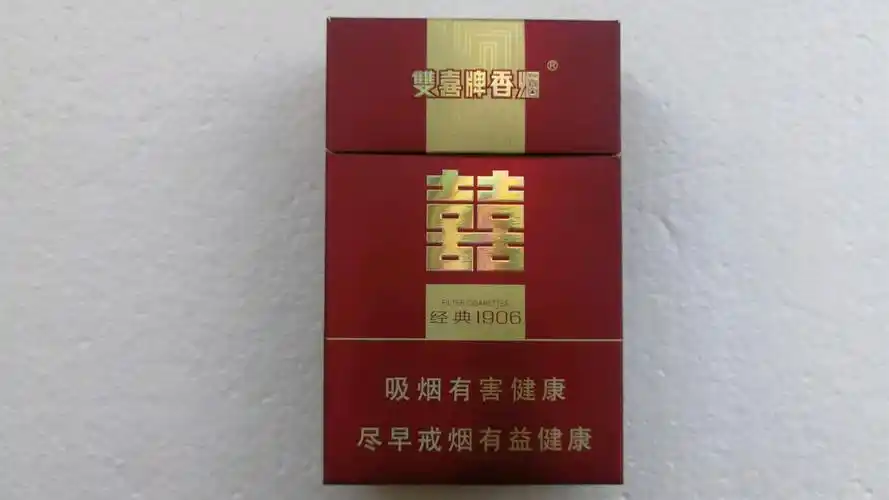 雙喜牌香烟®
囍
FILTER CIGARETTES
经典1906
吸烟有害健康
尽早戒烟有益健康